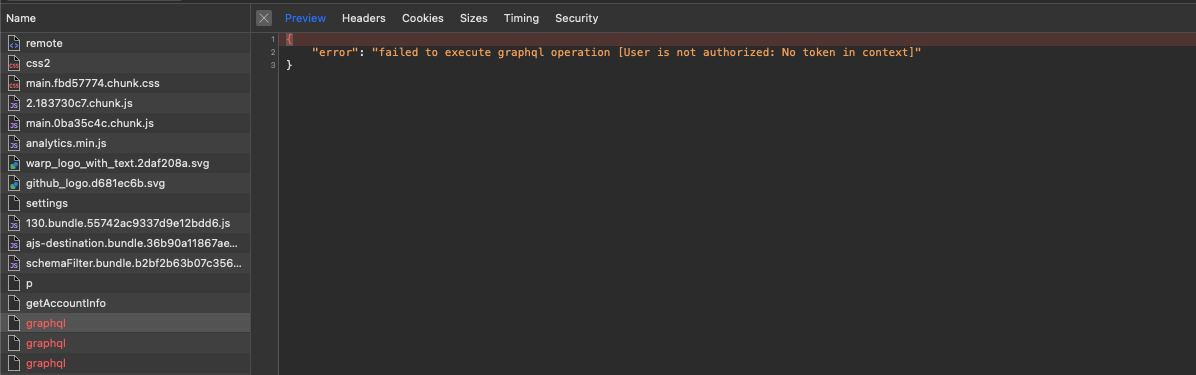 Name
Preview Headers Cookies Sizes Timing Security
remote
css2
main.fbd57774.chunk.css
2.183730c7.chunk.js
main.0ba35c4c.chunk.js
analytics.min.js
warp_logo_with_text.2daf208a.svg
github_logo.d681ec6b.svg
settings
130.bundle.55742ac9337d9e12bdd6.js
ajs-destination.bundle.36b90a11867ae...
schemaFilter.bundle.b2bf2b63b07c356...
p
getAccountInfo
graphql
graphql
graphql
1 {
2 "error": "failed to execute graphql operation [User is not authorized: No token in context]"
3 }